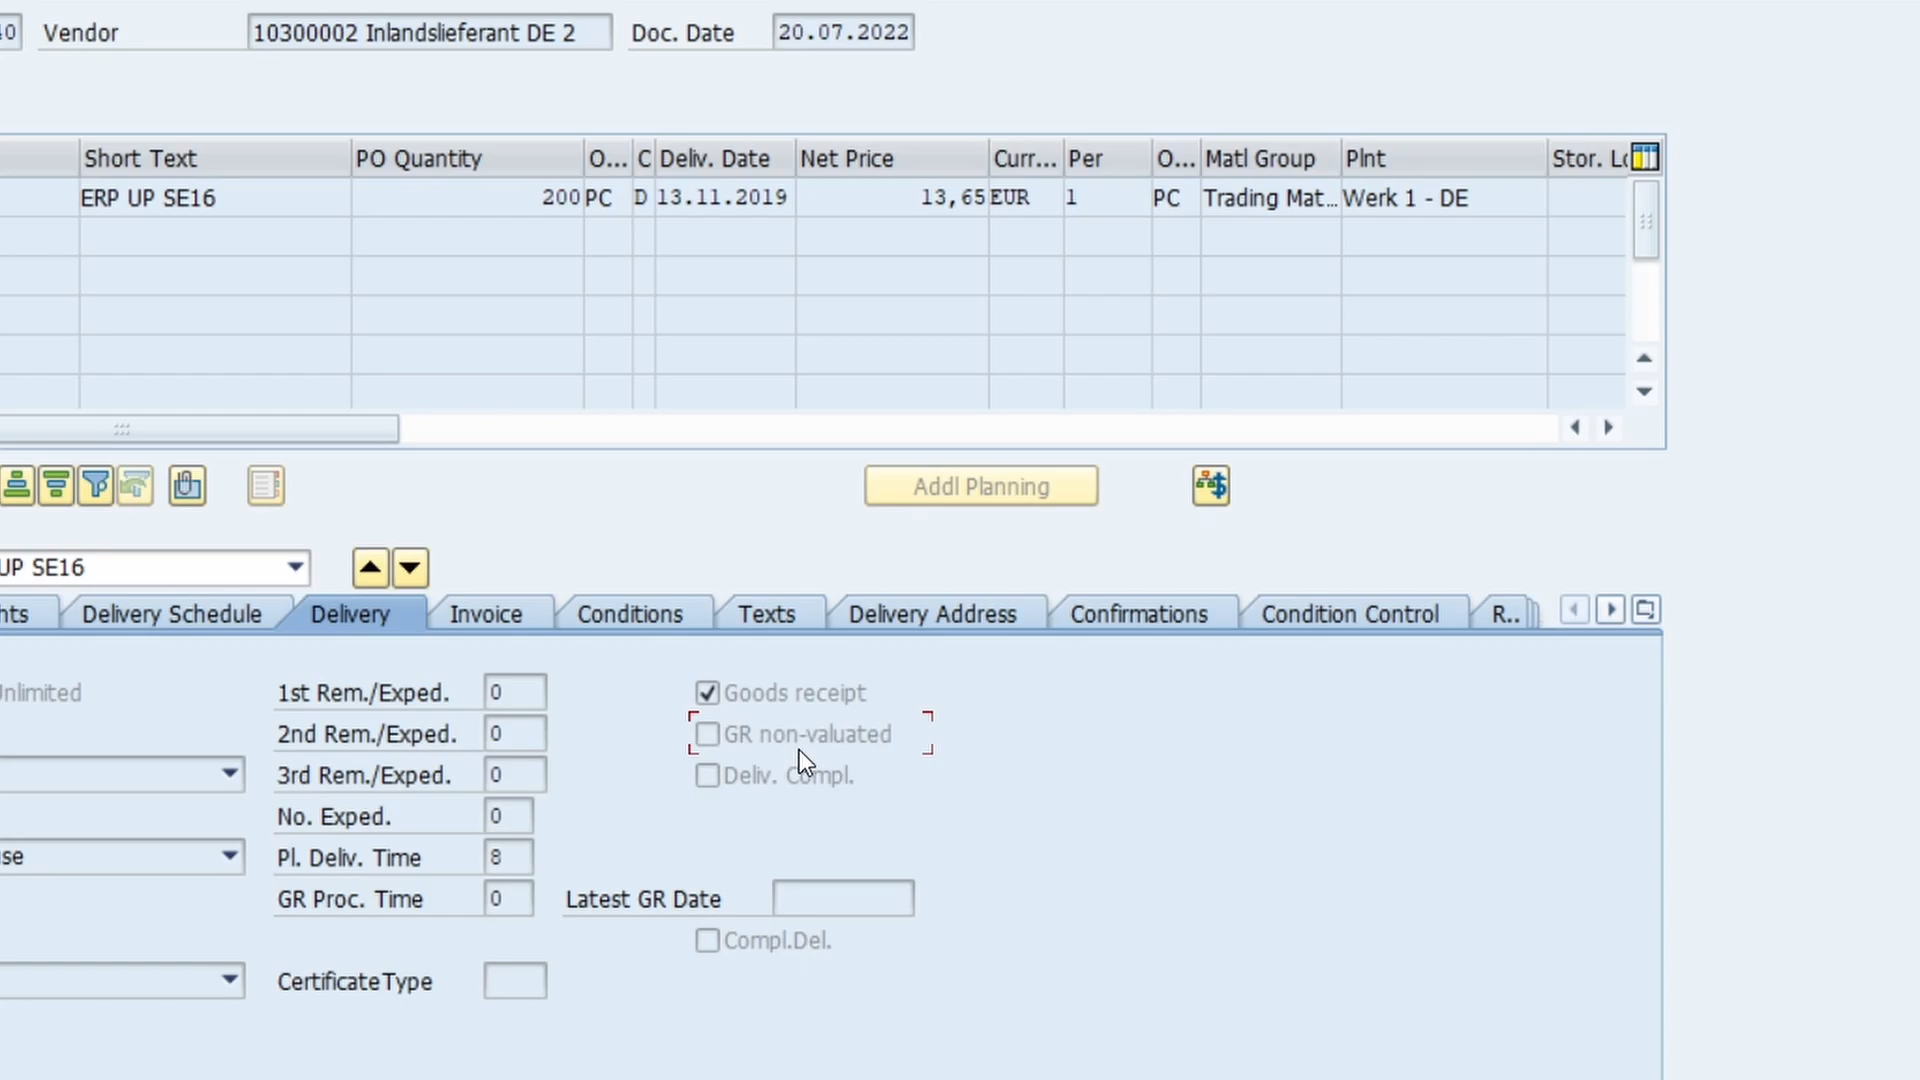 40 Vendor 10300002 Inlandslieferant DE 2 Doc. Date 20.07.2022
Short Text PO Quantity O... C Deliv. Date Net Price Curr... Per O... Matl Group Plnt Stor. Lo
ERP UP SE16 200 PC D 13.11.2019 13,65 EUR 1 PC Trading Mat... Werk 1 - DE
Addl Planning
UP SE16
hts Delivery Schedule Delivery Invoice Conditions Texts Delivery Address Confirmations Condition Control R..
Unlimited 1st Rem./Exped. 0 Goods receipt
2nd Rem./Exped. 0 GR non-valuated
3rd Rem./Exped. 0 Deliv. Compl.
No. Exped. 0
se Pl. Deliv. Time 8
GR Proc. Time 0 Latest GR Date
Compl.Del.
CertificateType